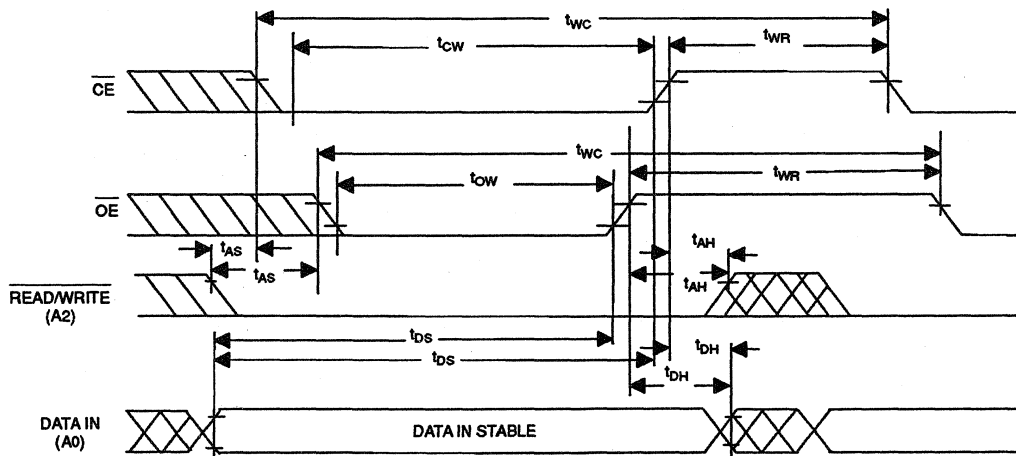 tWC
tCW
tWR
CE
tWC
tOW
tWR
OE
tAS
tAH
tAS
tAH
READ/WRITE
(A2)
tDS
tDS
tDH
tDH
DATA IN
(A0)
DATA IN STABLE